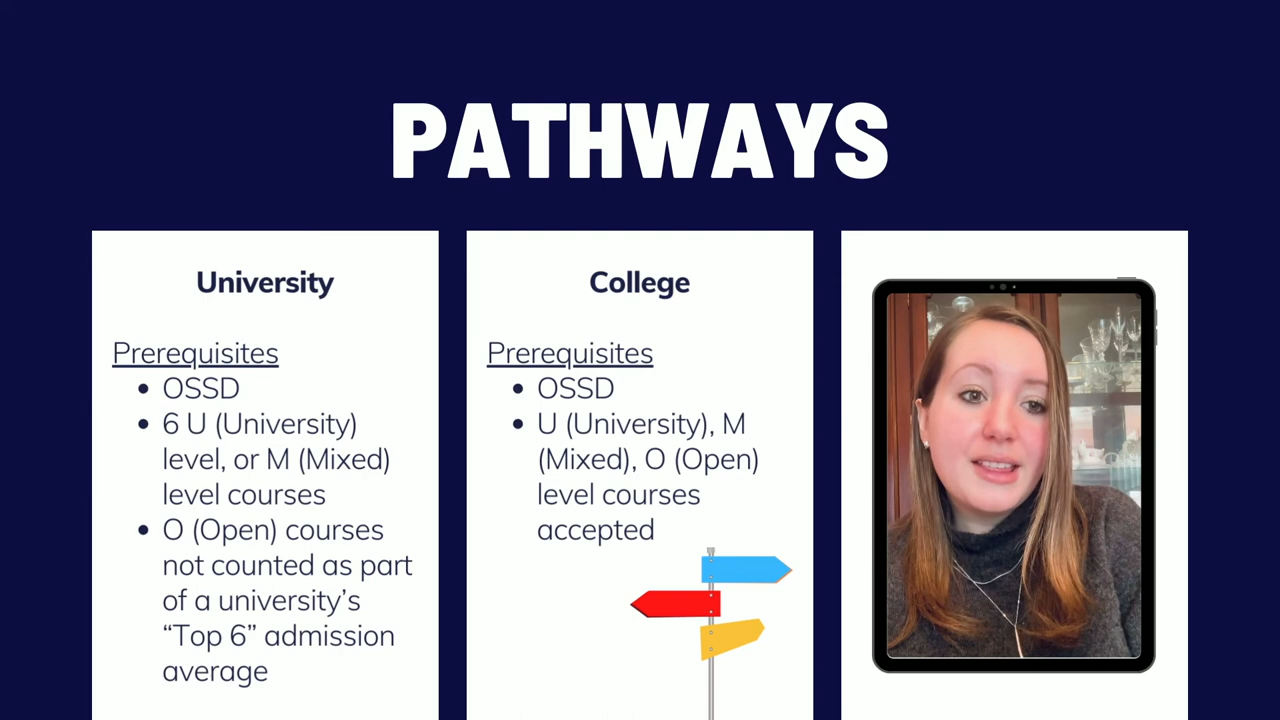 PATHWAYS
University
Prerequisites
• OSSD
• 6 U (University)
level, or M (Mixed)
level courses
• O (Open) courses
not counted as part
of a university’s
“Top 6” admission
average
College
Prerequisites
• OSSD
• U (University), M
(Mixed), O (Open)
level courses
accepted